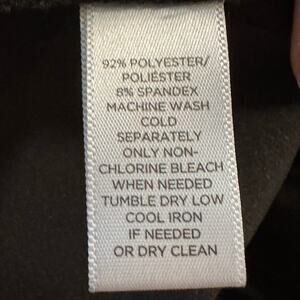 92% POLYESTER/
POLIÉSTER
8% SPANDEX
MACHINE WASH
COLD
SEPARATELY
ONLY NON-
CHLORINE BLEACH
WHEN NEEDED
TUMBLE DRY LOW
COOL IRON
IF NEEDED
OR DRY CLEAN